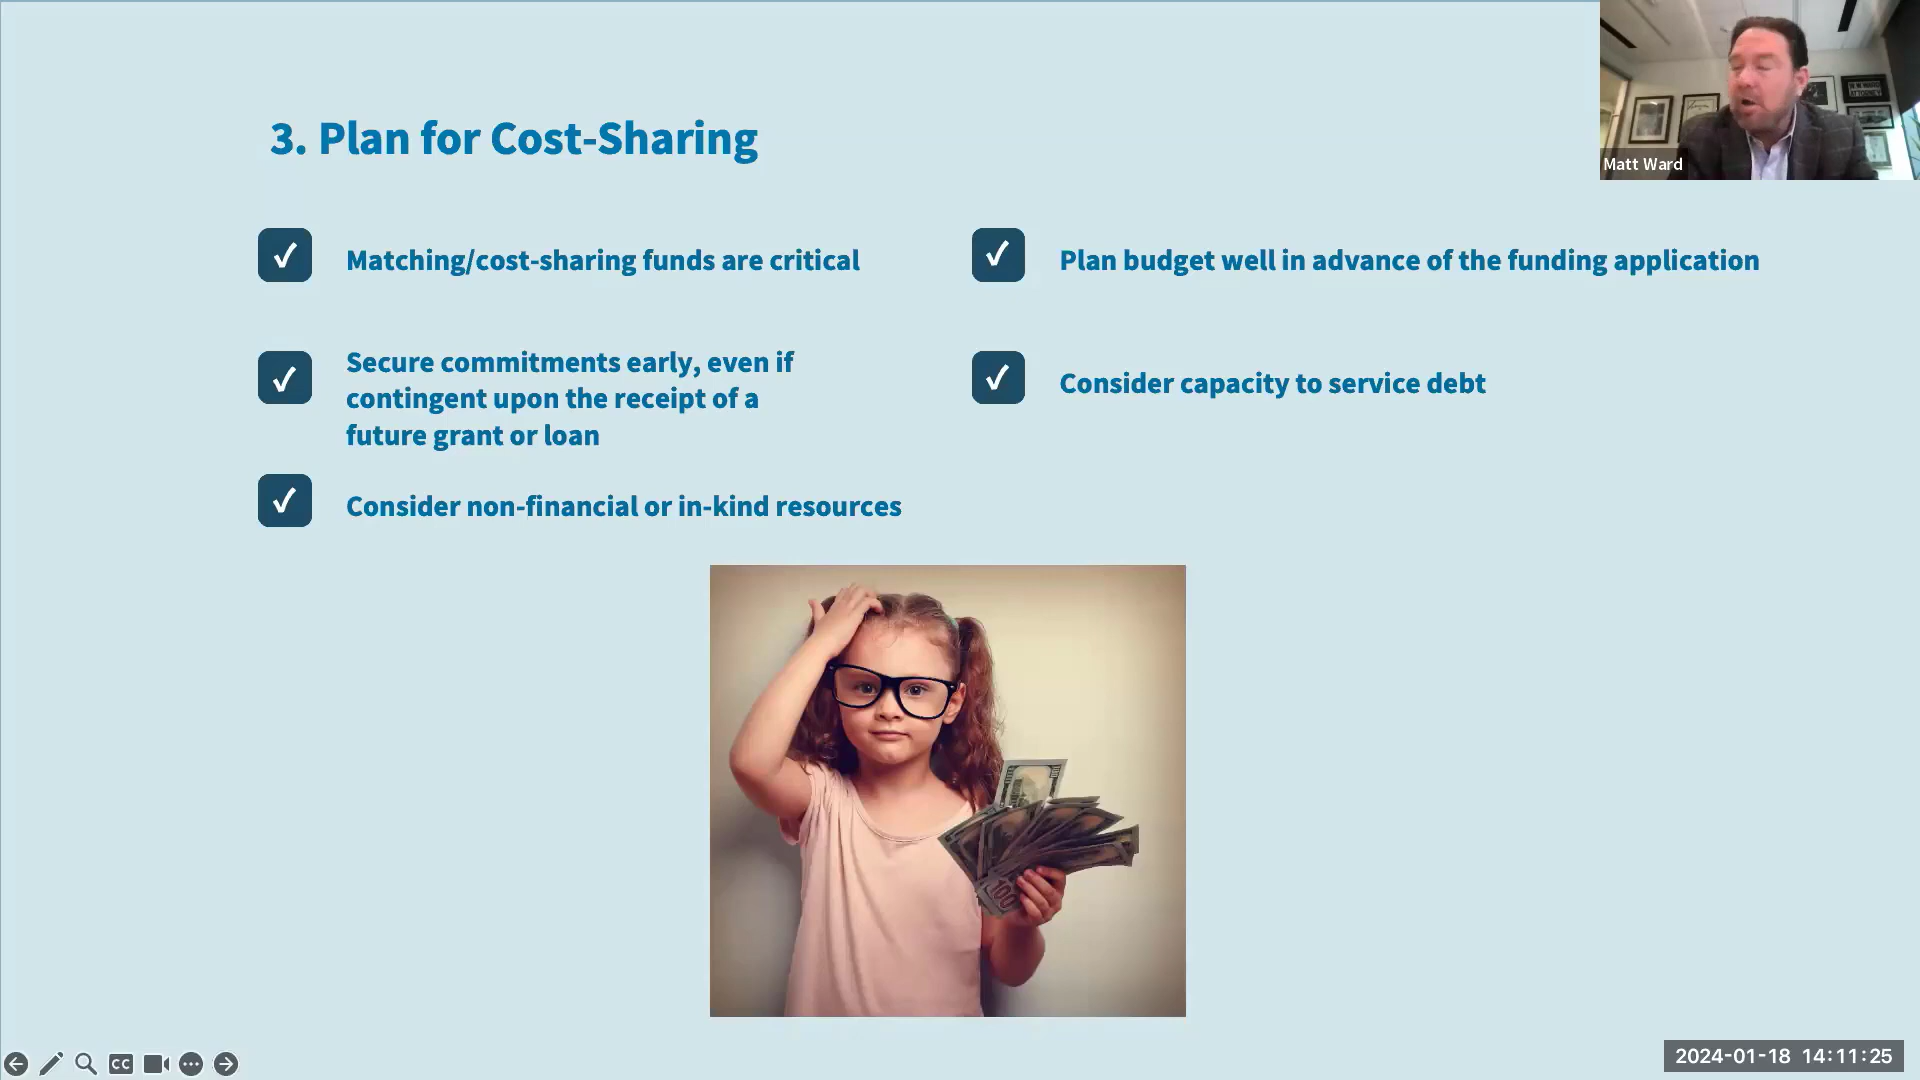 3. Plan for Cost-Sharing
Matching/cost-sharing funds are critical
Secure commitments early, even if
contingent upon the receipt of a
future grant or loan
Consider non-financial or in-kind resources
Plan budget well in advance of the funding application
Consider capacity to service debt
Matt Ward
100
CC
2024-01-18 14:11:25